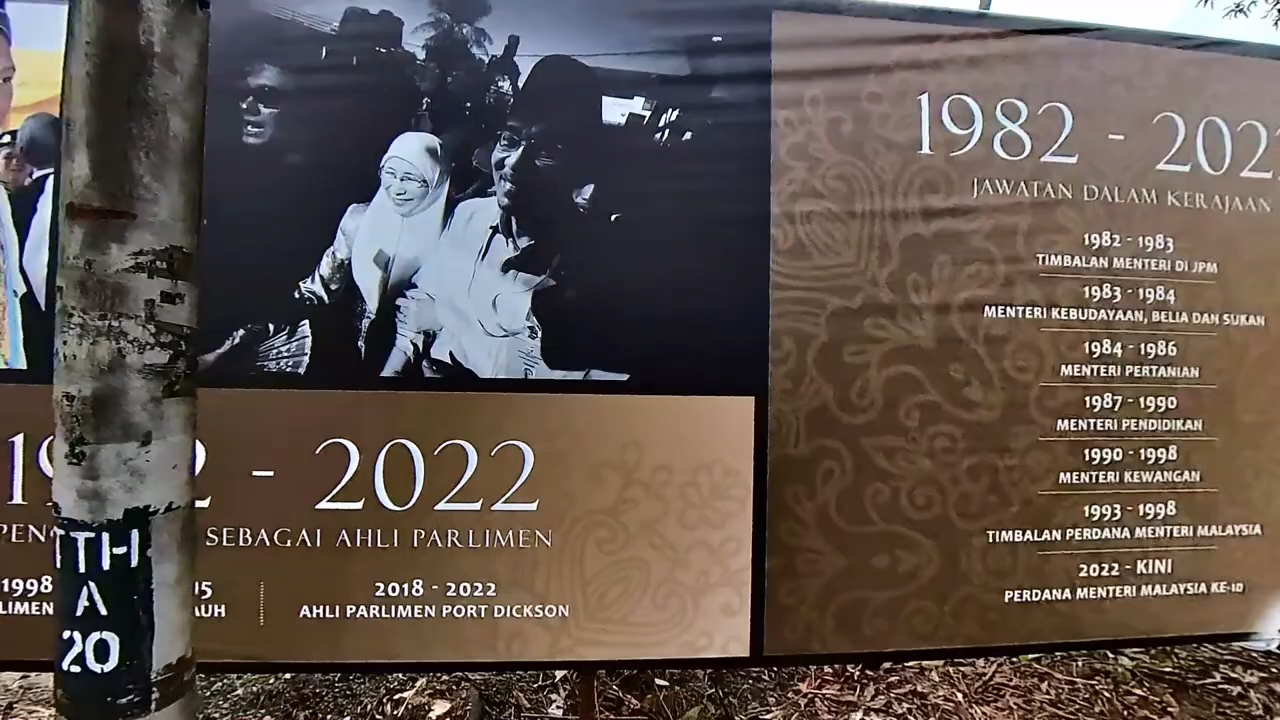 - 2022
SEBAGAI AHLI PARLIMEN
1998
2018 - 2022
AHLI PARLIMEN PORT DICKSON
TTH
A
20
1982 - 202
JAWATAN DALAM KERAJAAN
1982 - 1983
TIMBALAN MENTERI DI JPM
1983 - 1984
MENTERI KEBUDAYAAN, BELIA DAN SUKAN
1984 - 1986
MENTERI PERTANIAN
1987 - 1990
MENTERI PENDIDIKAN
1990 - 1998
MENTERI KEWANGAN
1993 - 1998
TIMBALAN PERDANA MENTERI MALAYSIA
2022 - KINI
PERDANA MENTERI MALAYSIA KE-10